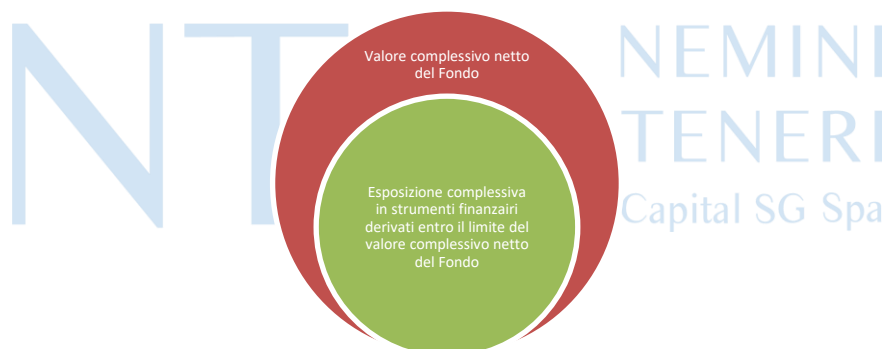 NT
NEMINI
TENERI
Capital SG Spa
Valore complessivo netto
del Fondo
Esposizione complessiva
in strumenti finanzairi
derivati entro il limite del
valore complessivo netto
del Fondo